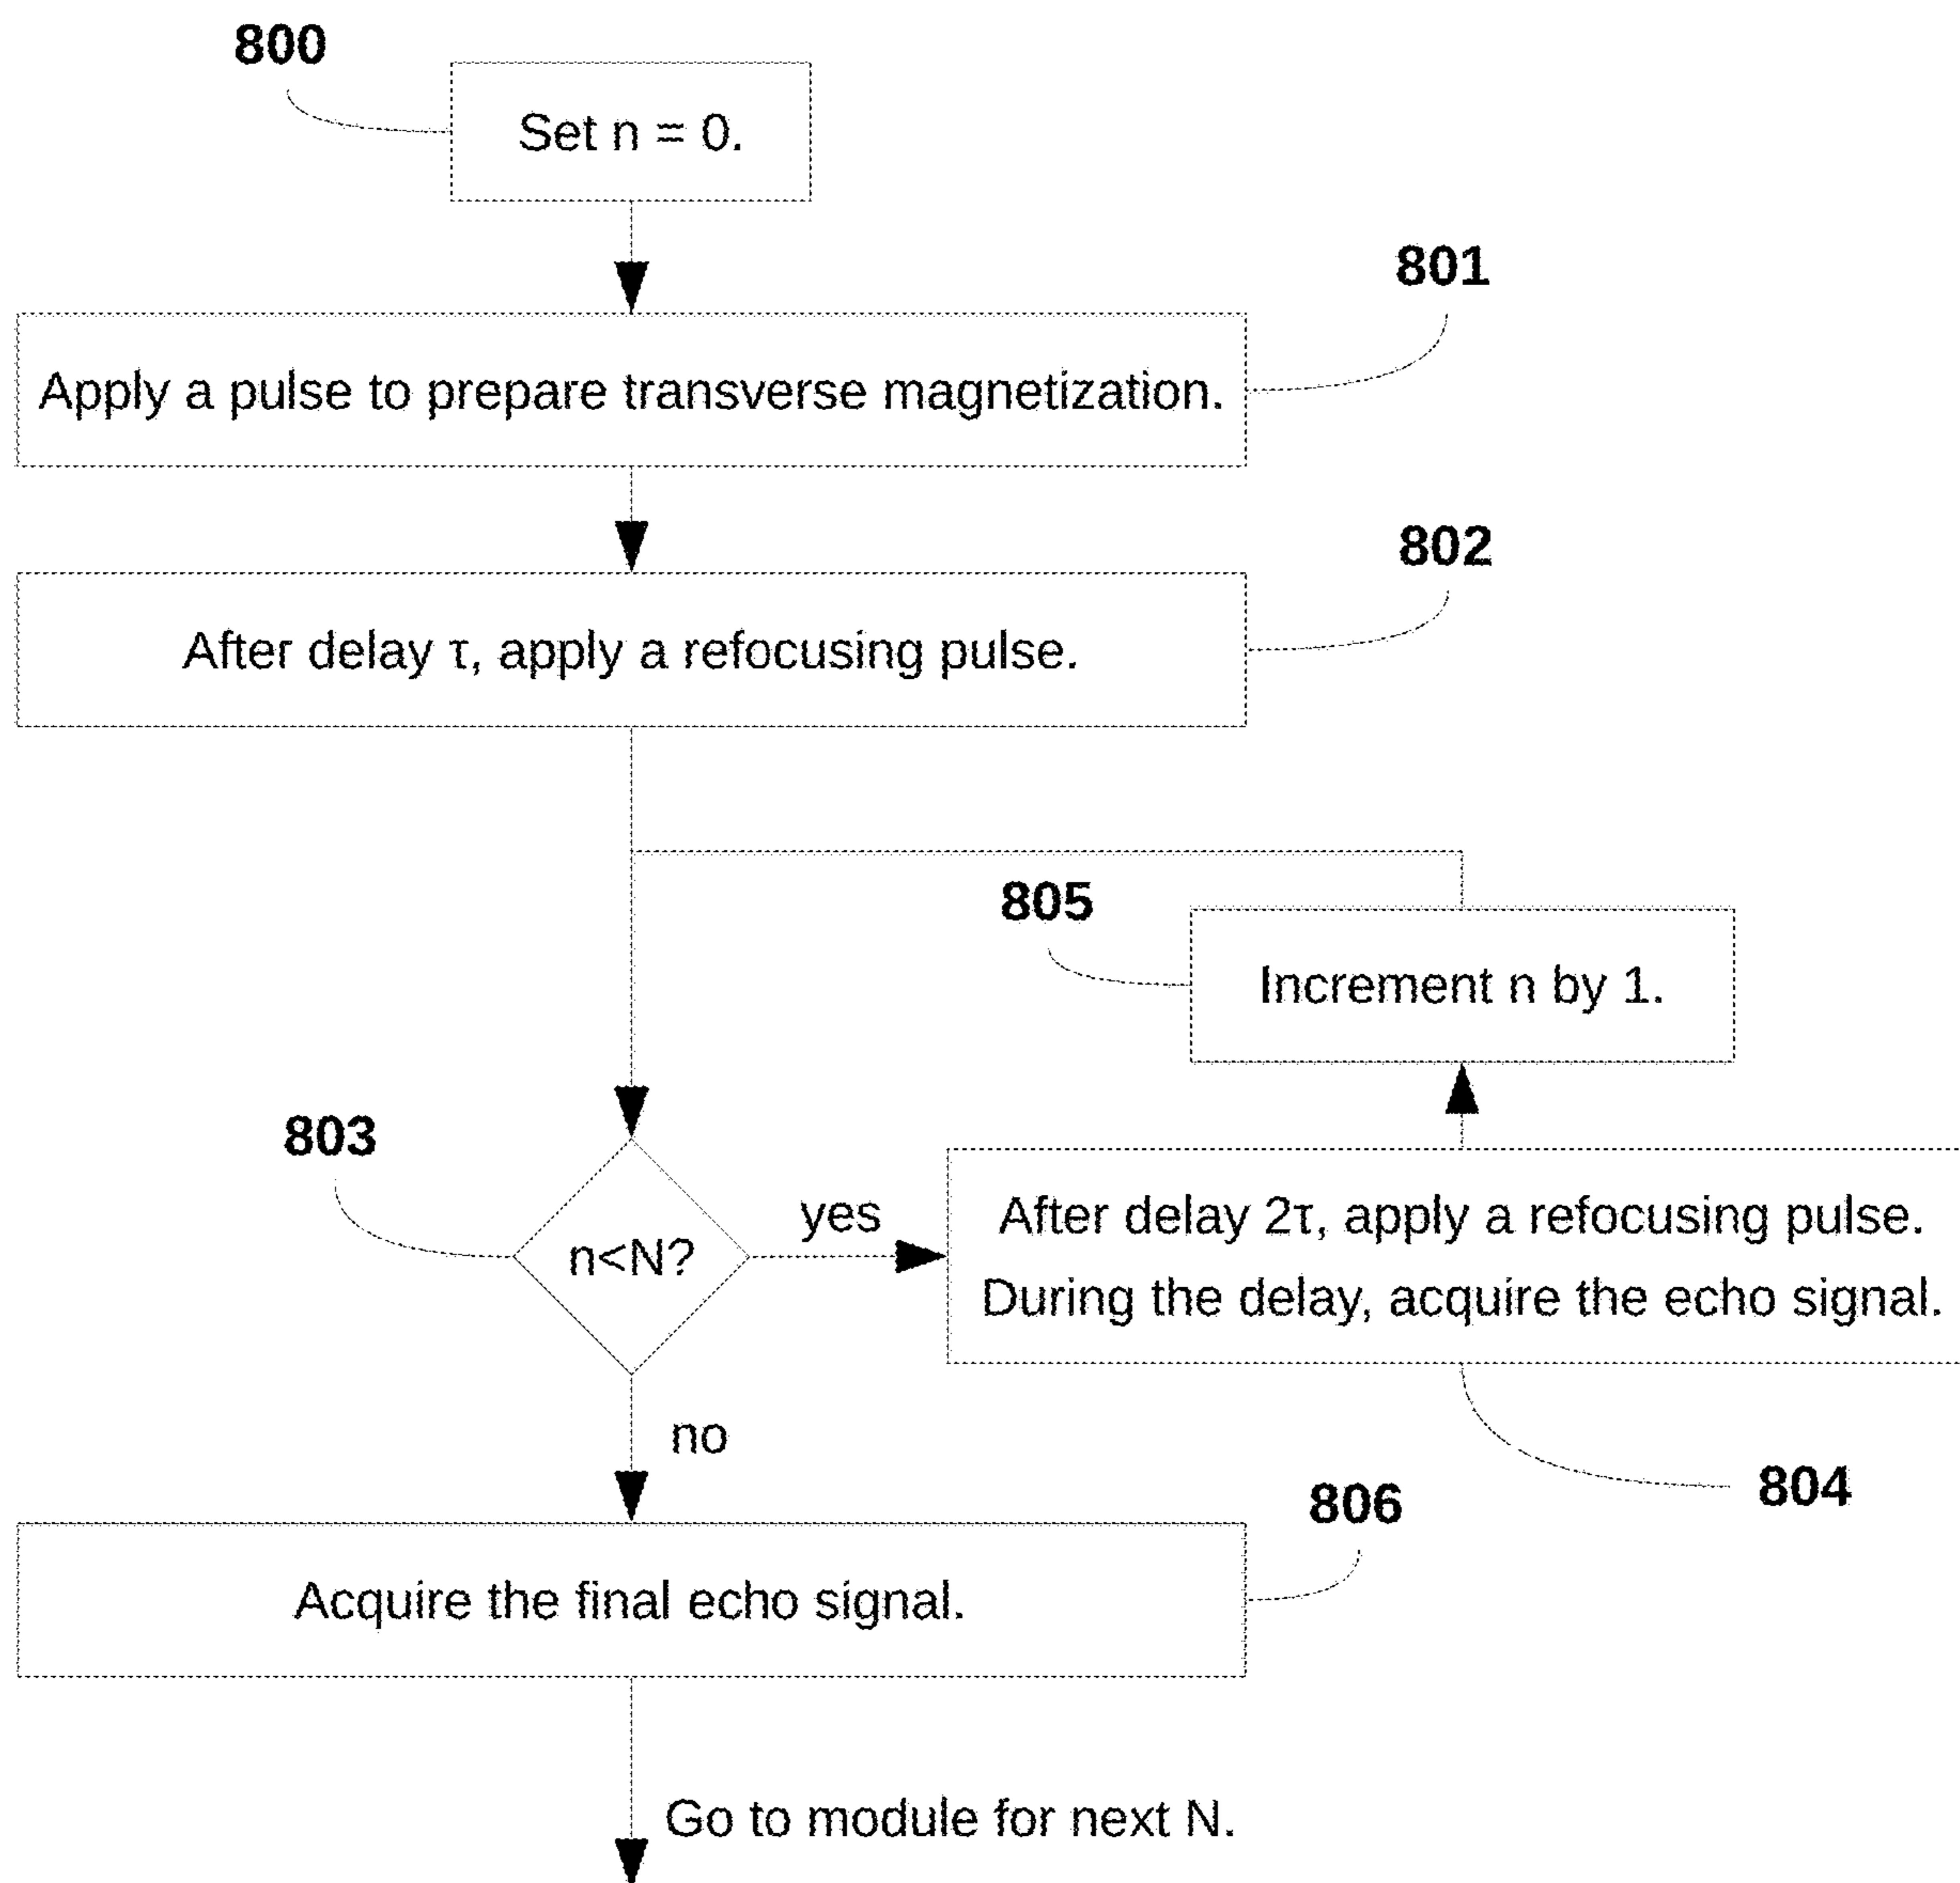 800
Set n = 0.
801
Apply a pulse to prepare transverse magnetization.
802
After delay τ, apply a refocusing pulse.
805
Increment n by 1.
803
n<N?
yes
After delay 2τ, apply a refocusing pulse.
During the delay, acquire the echo signal.
no
804
806
Acquire the final echo signal.
Go to module for next N.